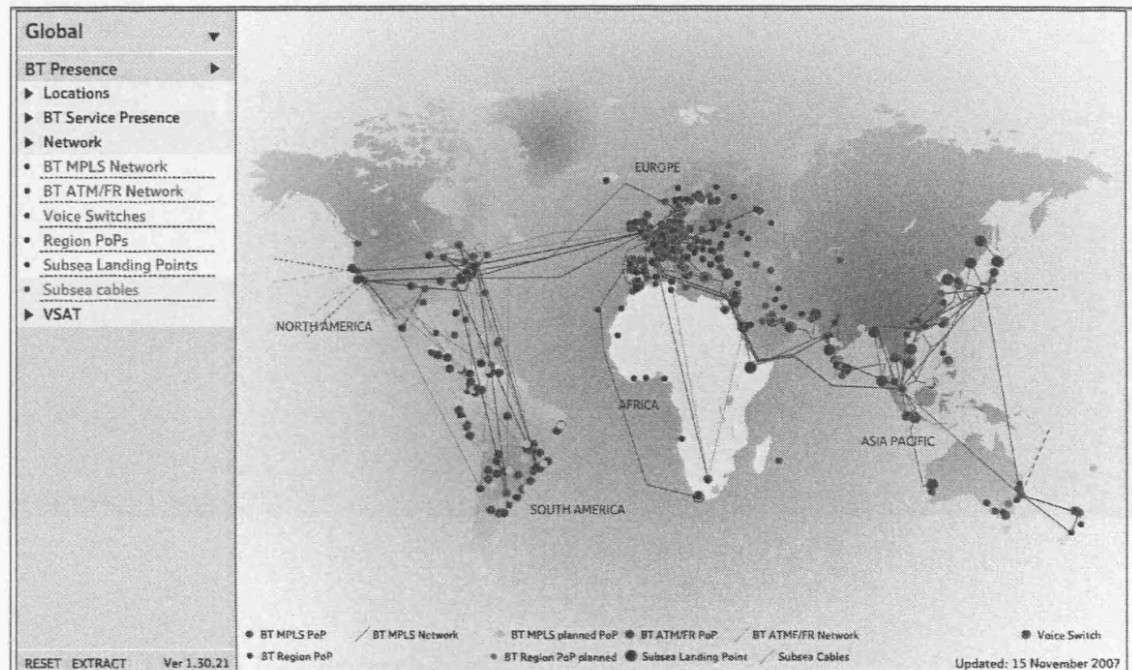 Global
BT Presence
Locations
BT Service Presence
Network
BT MPLS Network
BT ATM/FR Network
Voice Switches
Region PoPs
Subsea Landing Points
Subsea cables
VSAT
RESET EXTRACT Ver 1.30.21
EUROPE
NORTH AMERICA
AFRICA
ASIA PACIFIC
SOUTH AMERICA
BT MPLS PoP BT MPLS Network BT MPLS planned PoP BT ATM/FR PoP BT ATMF/FR Network Voice Switch
BT Region PoP BT Region PoP planned Subsea Landing Point Subsea Cables
Updated: 15 November 2007